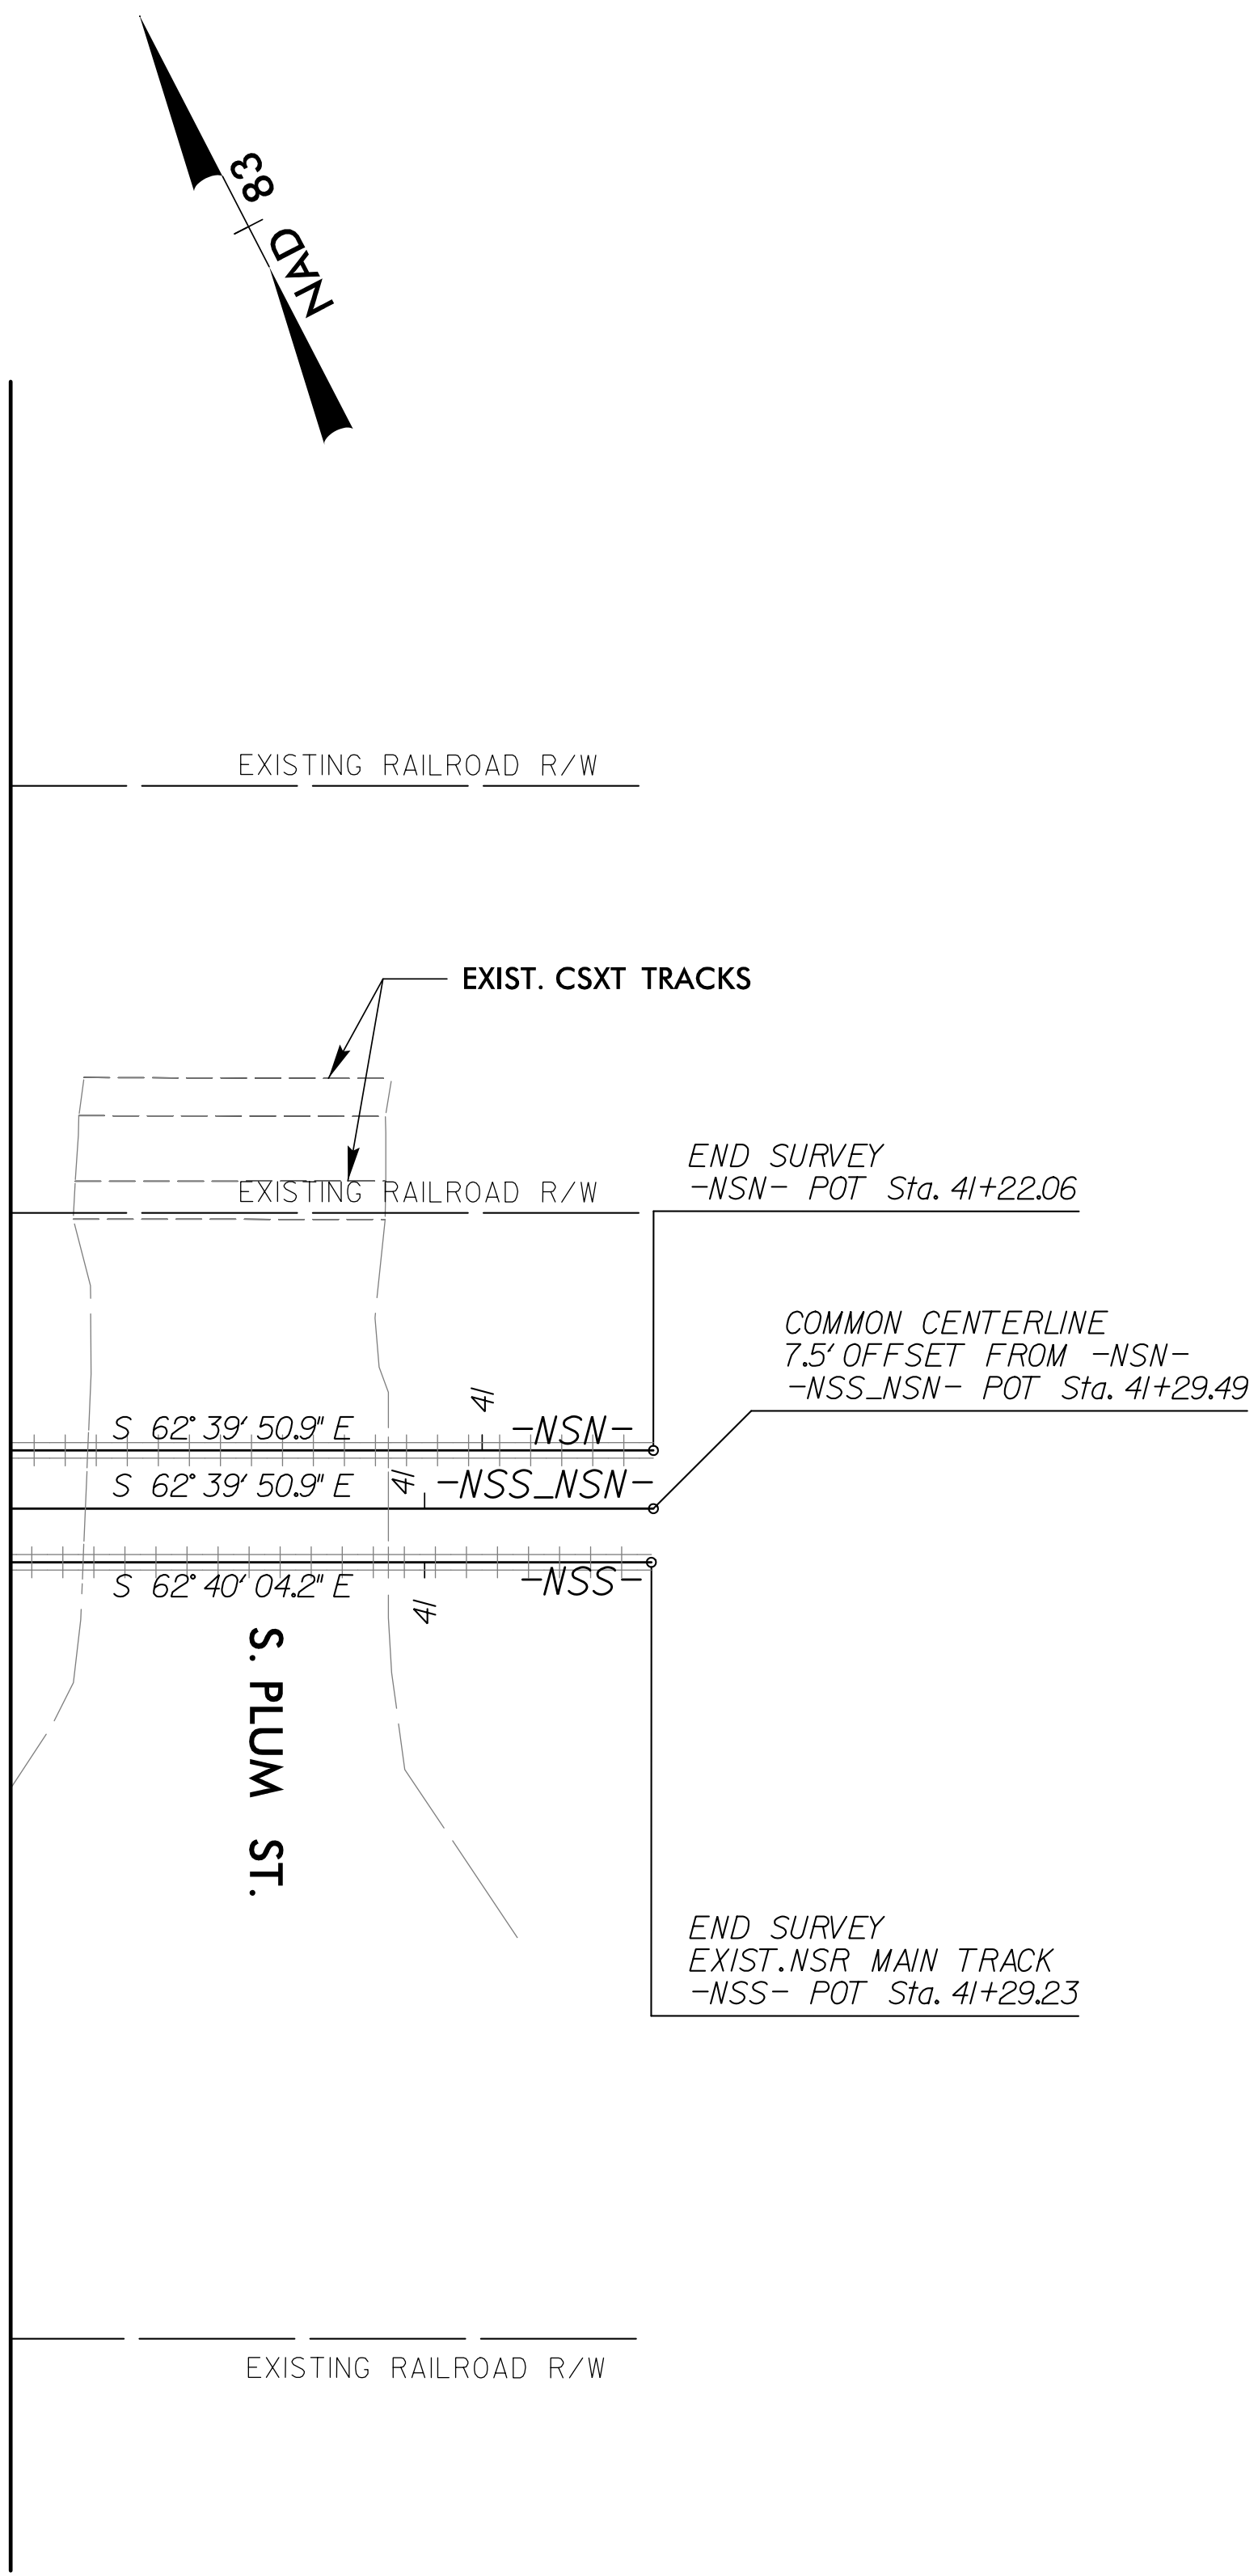 NAD 83
EXISTING RAILROAD R/W
EXIST. CSXT TRACKS
EXISTING RAILROAD R/W
END SURVEY
-NSN- POT Sta. 41+22.06
COMMON CENTERLINE
7.5' OFFSET FROM -NSN-
-NSS_NSN- POT Sta. 41+29.49
41
S 62° 39' 50.9" E
-NSN-
S 62° 39' 50.9" E
41
-NSS_NSN-
S 62° 40' 04.2" E
41
-NSS-
S. PLUM ST.
END SURVEY
EXIST. NSR MAIN TRACK
-NSS- POT Sta. 41+29.23
EXISTING RAILROAD R/W